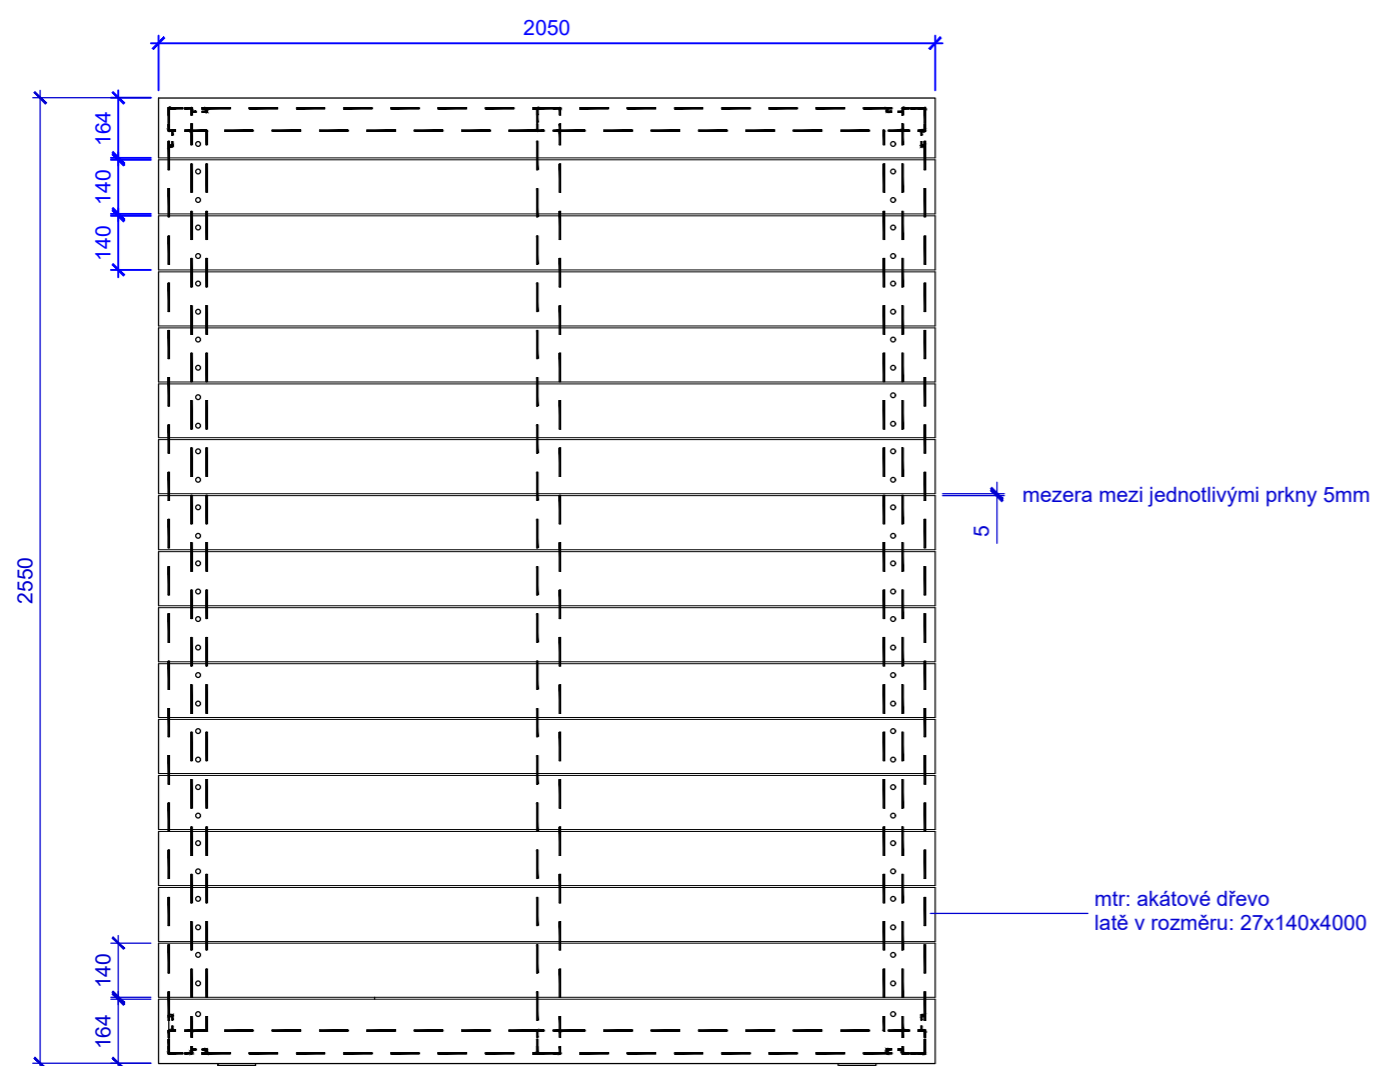 2050
164
140
140
mezera mezi jednotlivými prkny 5mm
5
2550
mtr: akátové dřevo
latě v rozměru: 27x140x4000
140
164